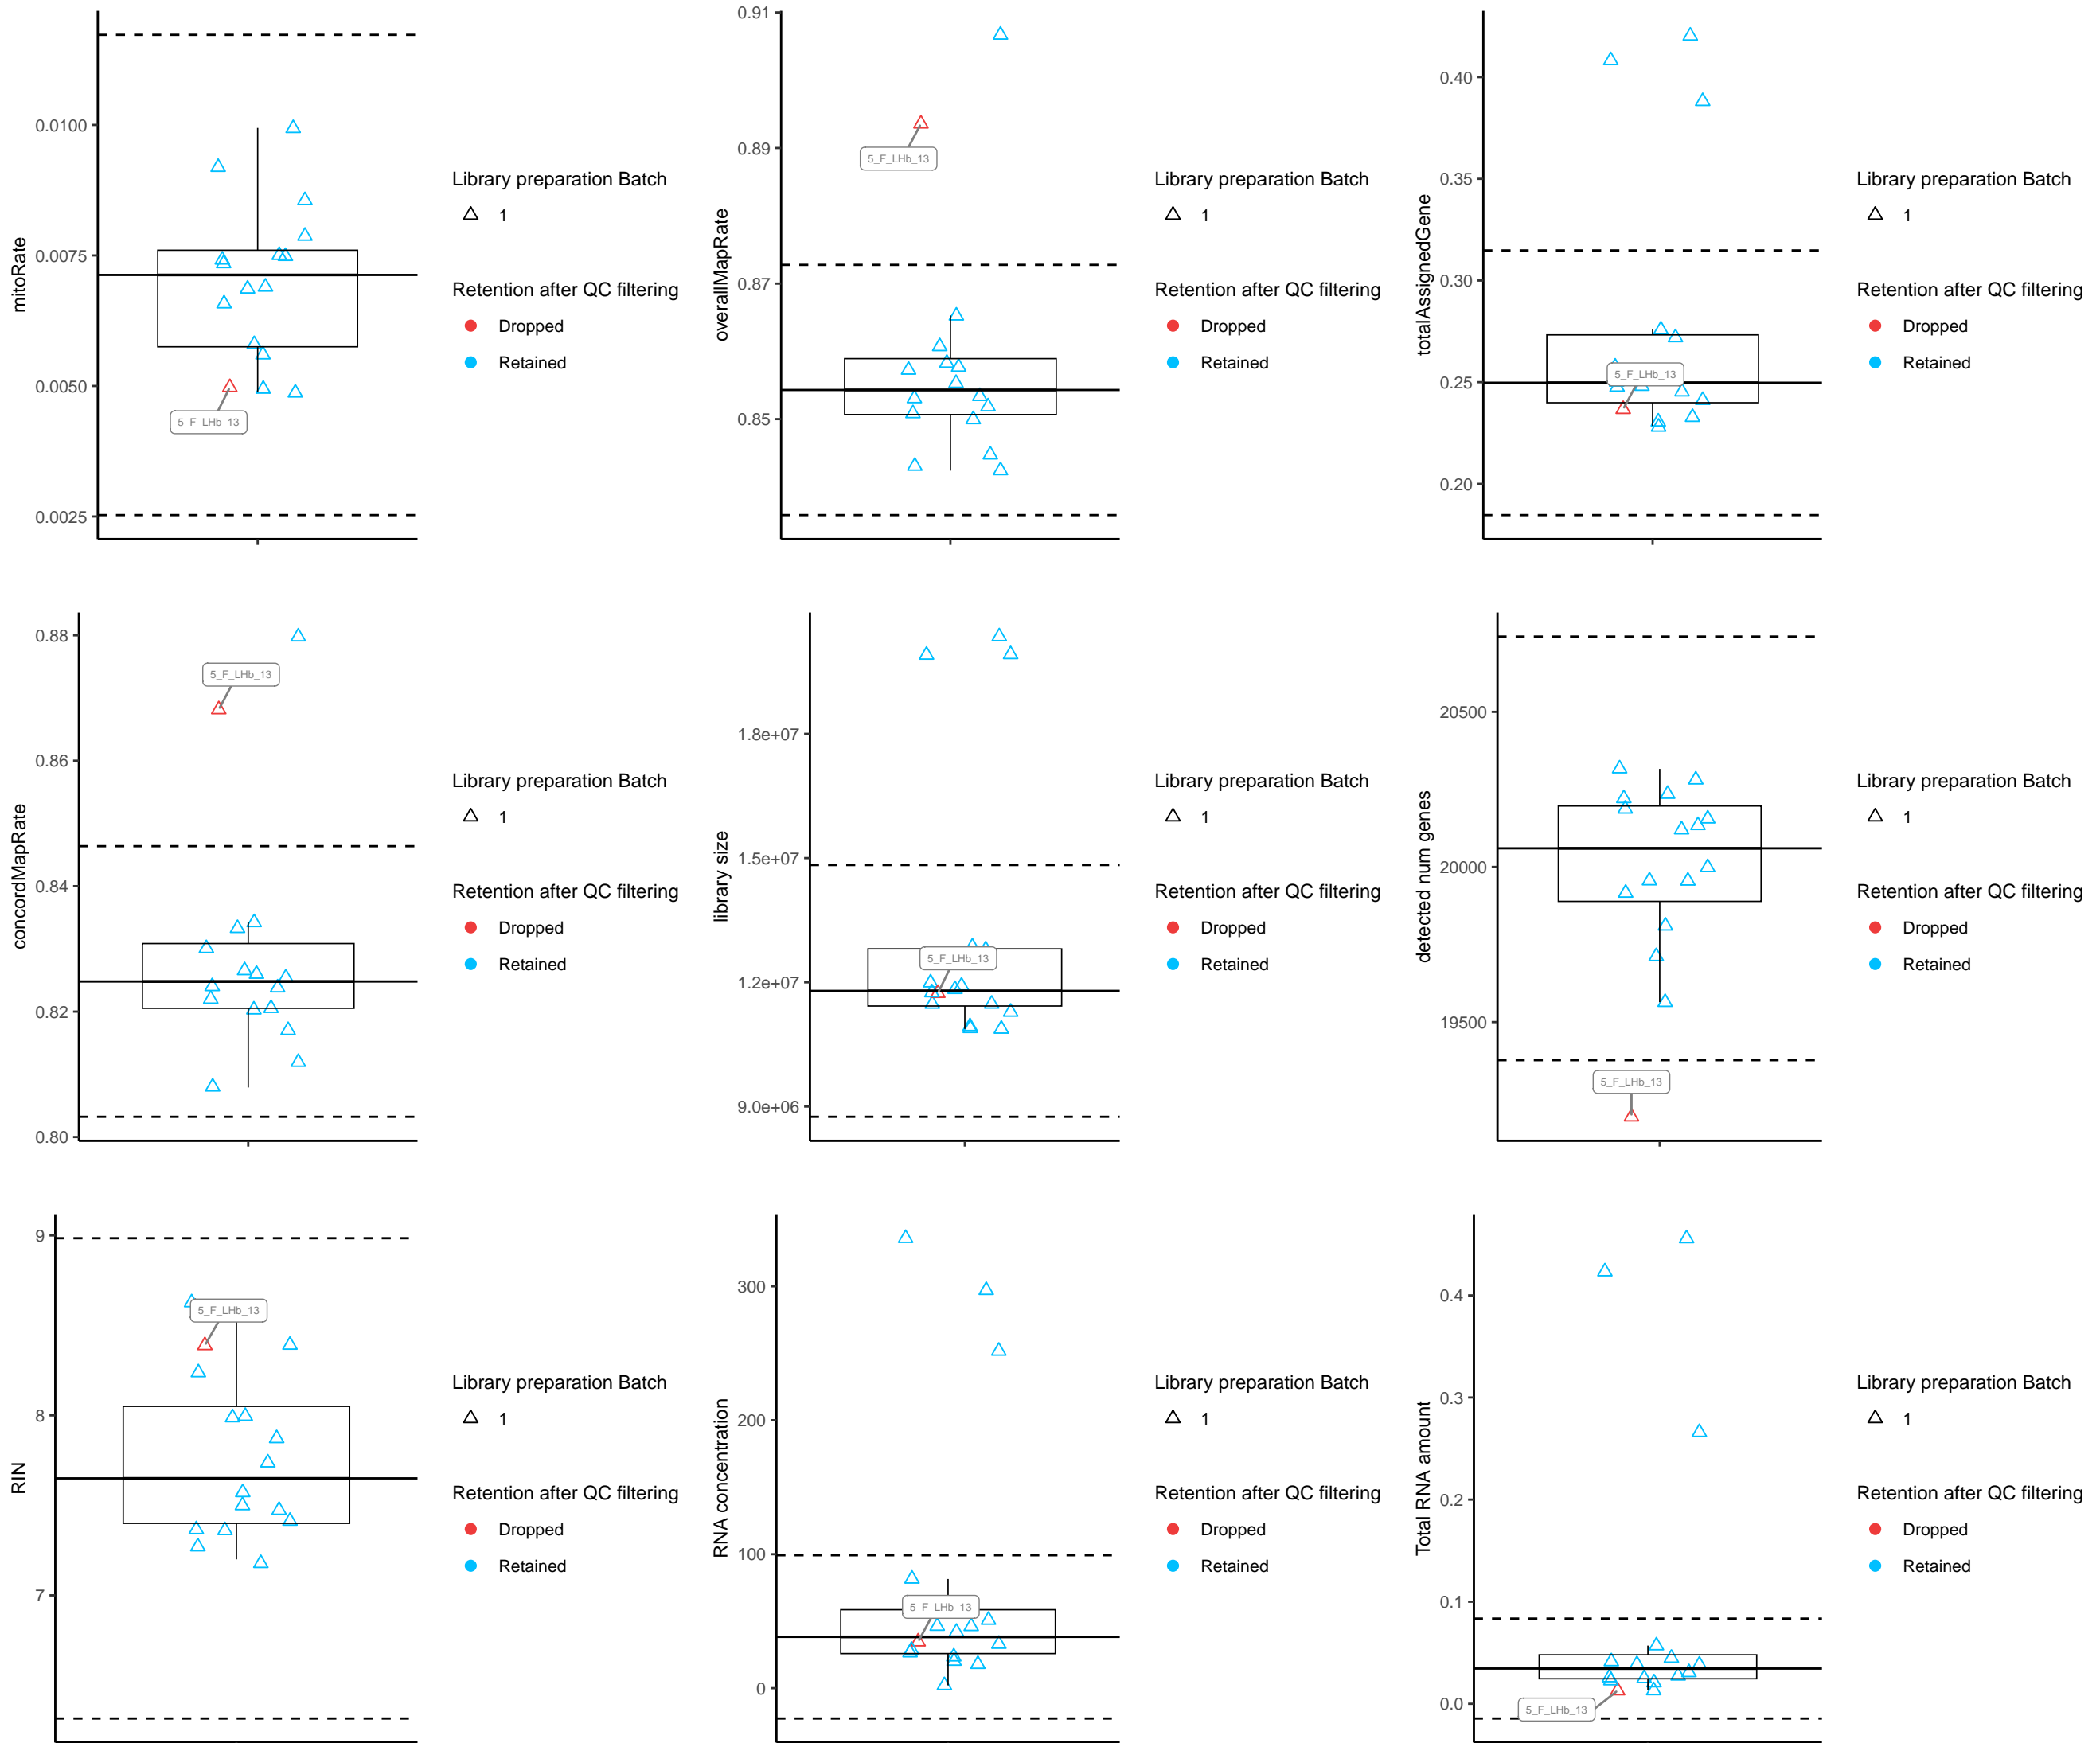 mitoRate
0.0100
0.0075
0.0050
0.0025
5_F_LHb_13
Library preparation Batch
1
Retention after QC filtering
Dropped
Retained
overallMapRate
0.91
0.89
0.87
0.85
5_F_LHb_13
Library preparation Batch
1
Retention after QC filtering
Dropped
Retained
totalAssignedGene
0.40
0.35
0.30
0.25
0.20
5_F_LHb_13
Library preparation Batch
1
Retention after QC filtering
Dropped
Retained
concordMapRate
0.88
0.86
0.84
0.82
0.80
5_F_LHb_13
Library preparation Batch
1
Retention after QC filtering
Dropped
Retained
library size
1.8e+07
1.5e+07
1.2e+07
9.0e+06
5_F_LHb_13
Library preparation Batch
1
Retention after QC filtering
Dropped
Retained
detected num genes
20500
20000
19500
5_F_LHb_13
Library preparation Batch
1
Retention after QC filtering
Dropped
Retained
RIN
9
8
7
5_F_LHb_13
Library preparation Batch
1
Retention after QC filtering
Dropped
Retained
RNA concentration
300
200
100
0
5_F_LHb_13
Library preparation Batch
1
Retention after QC filtering
Dropped
Retained
Total RNA amount
0.4
0.3
0.2
0.1
0.0
5_F_LHb_13
Library preparation Batch
1
Retention after QC filtering
Dropped
Retained